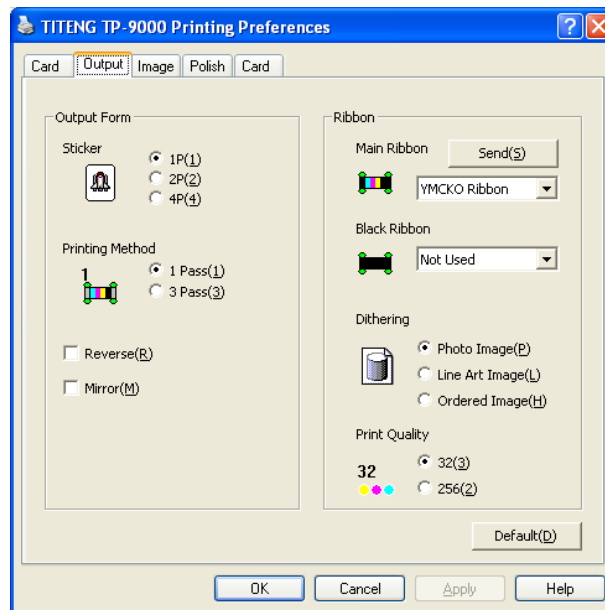 TITENG TP-9000 Printing Preferences
Card Output Image Polish Card
Output Form
Sticker
1P(1)
2P(2)
4P(4)
Printing Method
1
1 Pass(1)
3 Pass(3)
Reverse(R)
Mirror(M)
Ribbon
Main Ribbon
Send(S)
YMCKO Ribbon
Black Ribbon
Not Used
Dithering
Photo Image(P)
Line Art Image(L)
Ordered Image(H)
Print Quality
32
32(3)
256(2)
Default(D)
OK Cancel Apply Help